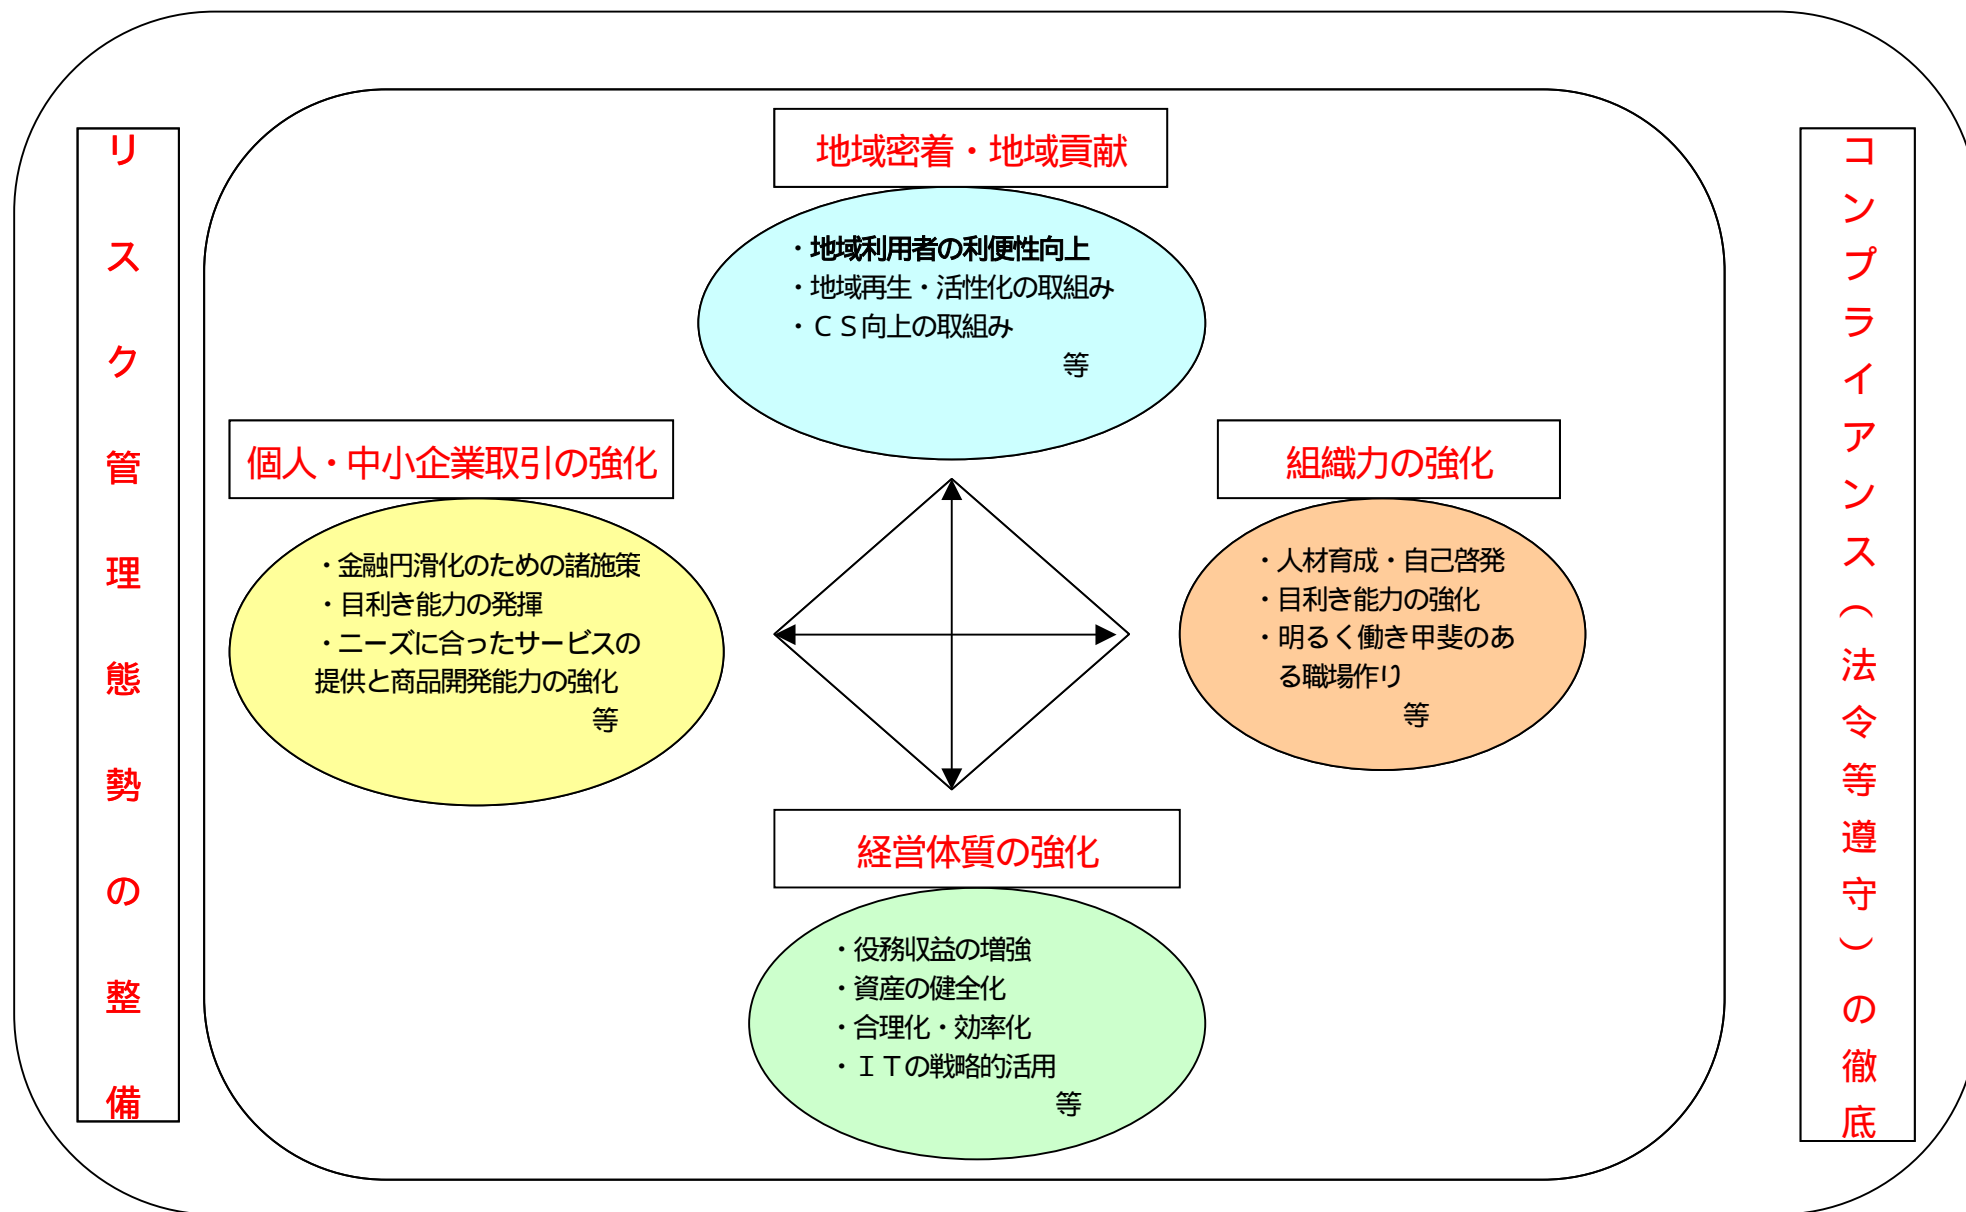 リスク管理態勢の整備
地域密着・地域貢献
・地域利用者の利便性向上
・地域再生・活性化の取組み
・ＣＳ向上の取組み
等
個人・中小企業取引の強化
・金融円滑化のための諸施策
・目利き能力の発揮
・ニーズに合ったサービスの
提供と商品開発能力の強化
等
組織力の強化
・人材育成・自己啓発
・目利き能力の強化
・明るく働き甲斐のあ
る職場作り
等
経営体質の強化
・役務収益の増強
・資産の健全化
・合理化・効率化
・ＩＴの戦略的活用
等
コンプライアンス（法令等遵守）の徹底